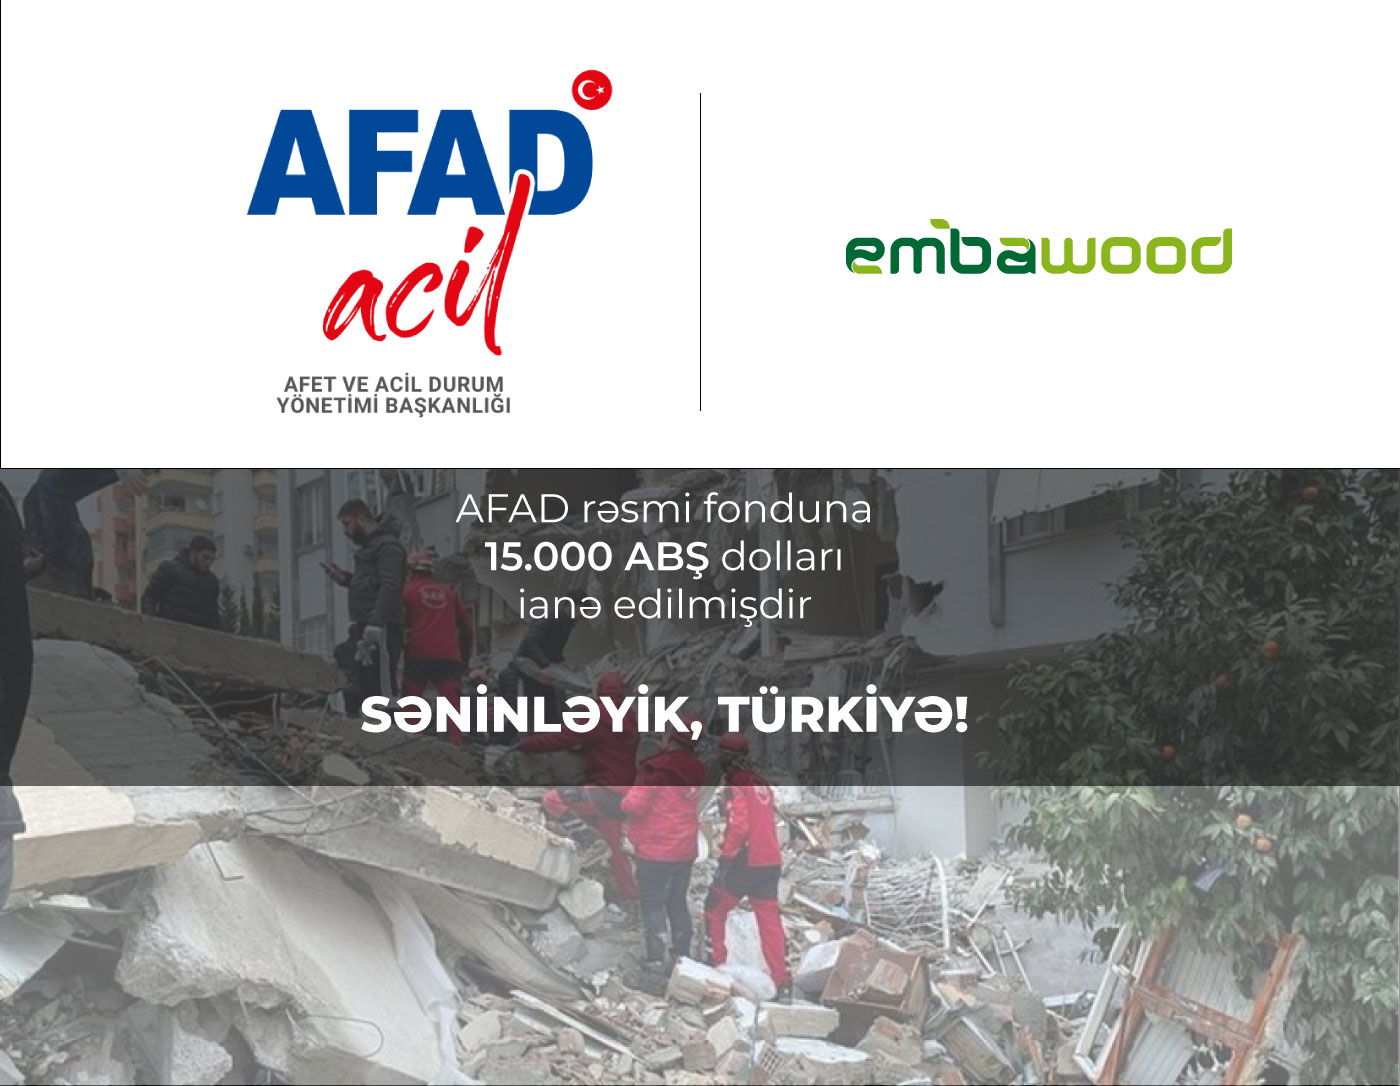 AFAD
acil
AFET VE ACİL DURUM
YÖNETİMİ BAŞKANLIĞI
embawood
AFAD rəsmi fonduna
15.000 ABŞ dolları
ianə edilmişdir
SƏNİNLƏYİK, TÜRKİYƏ!